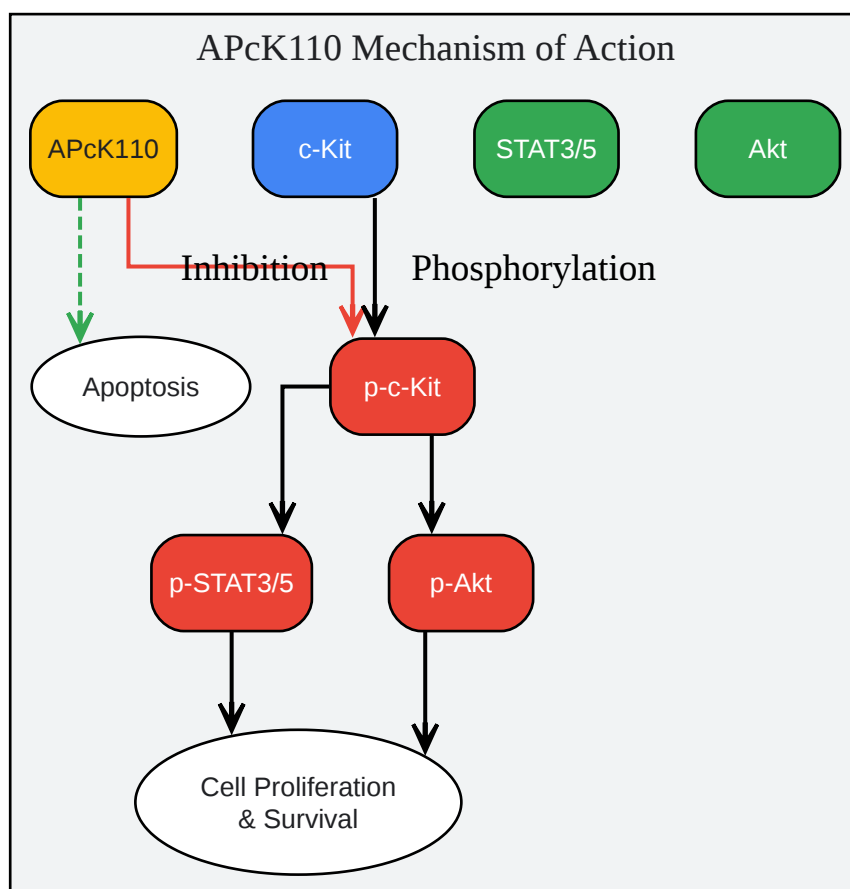 APcK110 Mechanism of Action
APcK110
c-Kit
STAT3/5
Akt
Inhibition
Phosphorylation
Apoptosis
p-c-Kit
p-STAT3/5
p-Akt
Cell Proliferation
& Survival